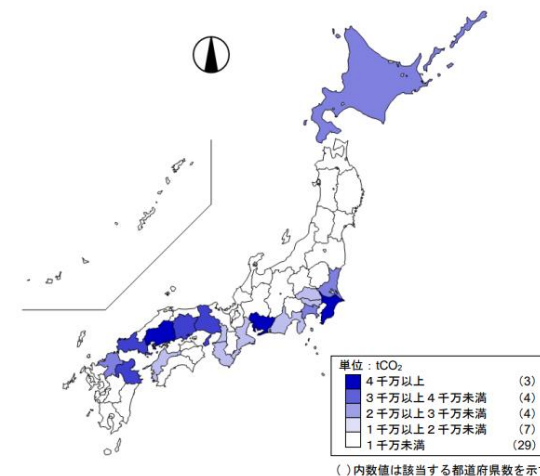 単位：tCO₂
4千万以上 (3)
3千万以上4千万未満 (4)
2千万以上3千万未満 (4)
1千万以上2千万未満 (7)
1千万未満 (29)
( )内数値は該当する都道府県数を示す